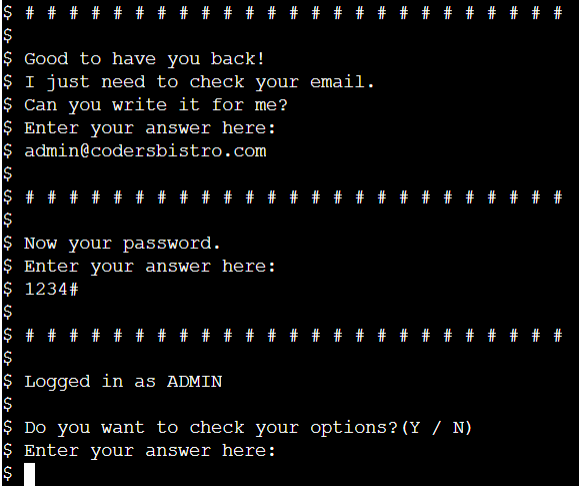 $ # # # # # # # # # # # # # # # # # # # # # # # # #
$
$ Good to have you back!
$ I just need to check your email.
$ Can you write it for me?
$ Enter your answer here:
$ admin@codersbistro.com
$
$ # # # # # # # # # # # # # # # # # # # # # # # # #
$
$ Now your password.
$ Enter your answer here:
$ 1234#
$
$ # # # # # # # # # # # # # # # # # # # # # # # # #
$
$ Logged in as ADMIN
$
$ Do you want to check your options?(Y / N)
$ Enter your answer here:
$